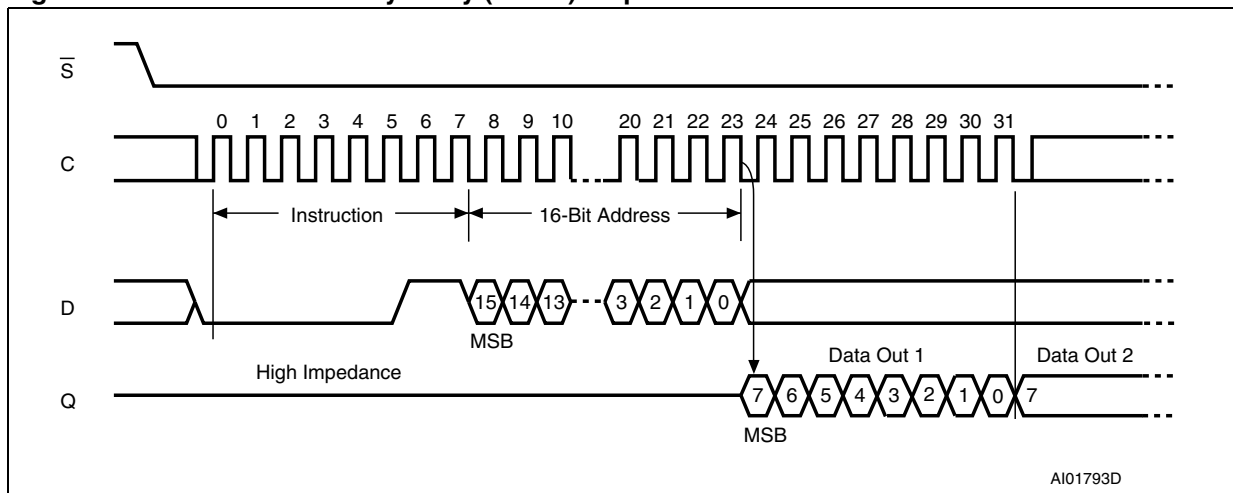 S
0 1 2 3 4 5 6 7 8 9 10 20 21 22 23 24 25 26 27 28 29 30 31
C
Instruction 16-Bit Address
D 15 14 13 3 2 1 0
MSB
High Impedance Data Out 1 Data Out 2
Q 7 6 5 4 3 2 1 0 7
MSB
AI01793D